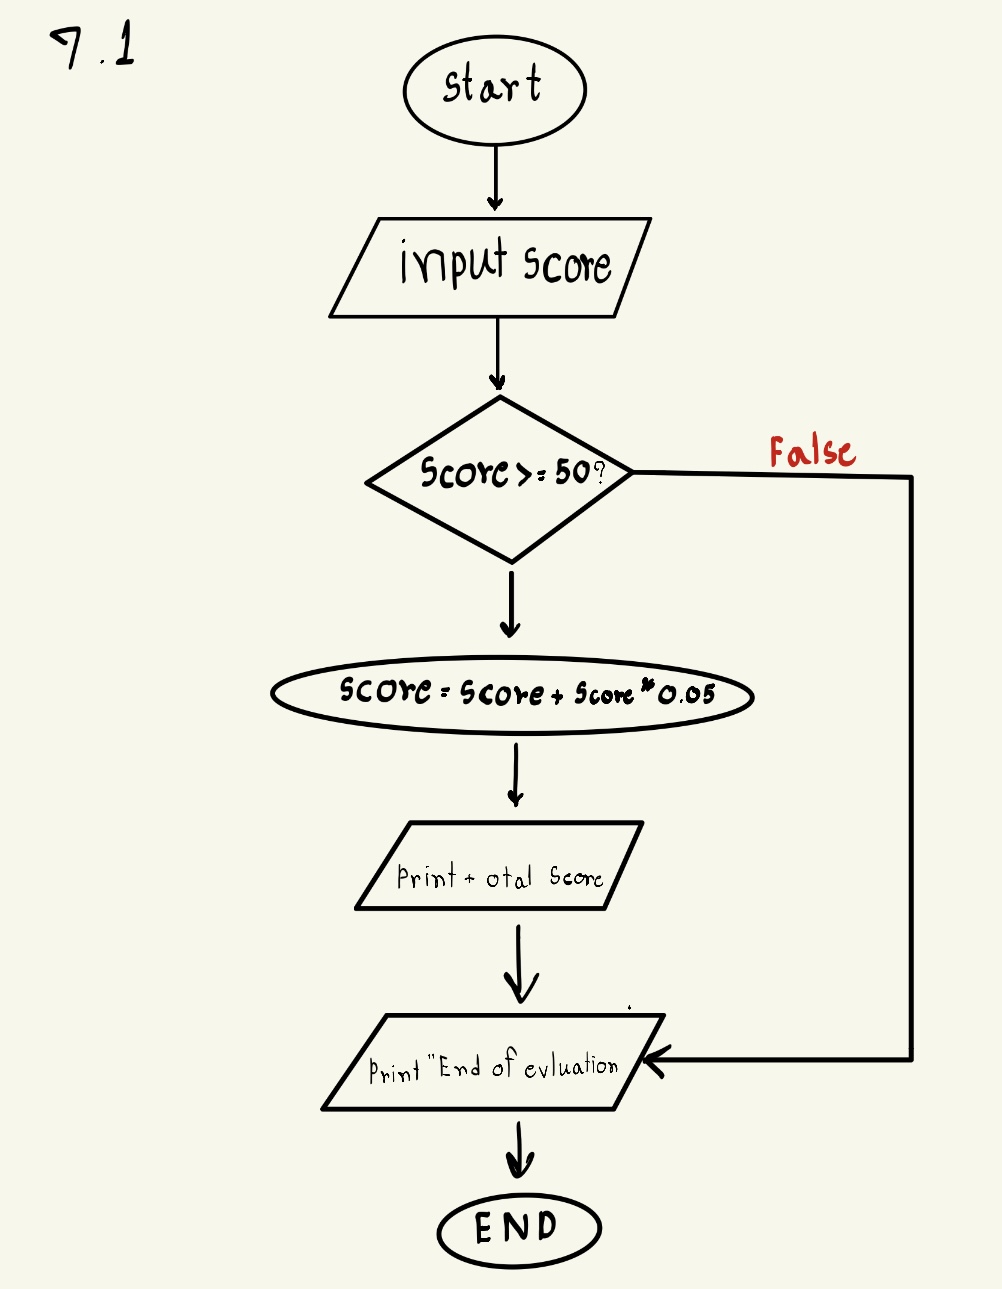 7.1
start
input score
Score >= 50?
False
score = score + score * 0.05
Print + otal Score
Print "End of evluation
END